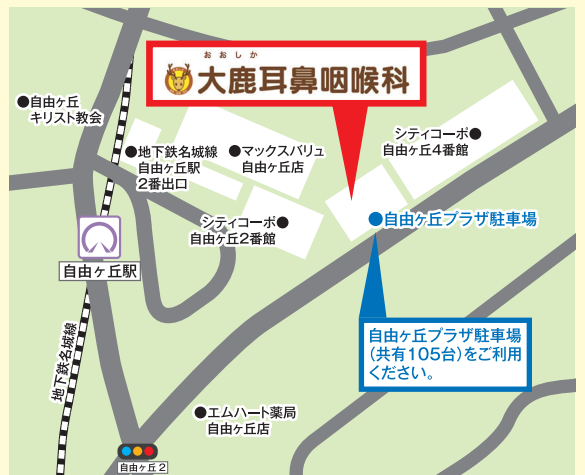 おおしか
大鹿耳鼻咽喉科
●自由ヶ丘
キリスト教会
シティコーポ●
自由ヶ丘4番館
●地下鉄名城線
自由ヶ丘駅
2番出口
●マックスバリュ
自由ヶ丘店
シティコーポ●
自由ヶ丘2番館
●自由ヶ丘プラザ駐車場
自由ヶ丘駅
地下鉄名城線
自由ヶ丘プラザ駐車場
(共有105台)をご利用
ください。
●エムハート薬局
自由ヶ丘店
自由ヶ丘2